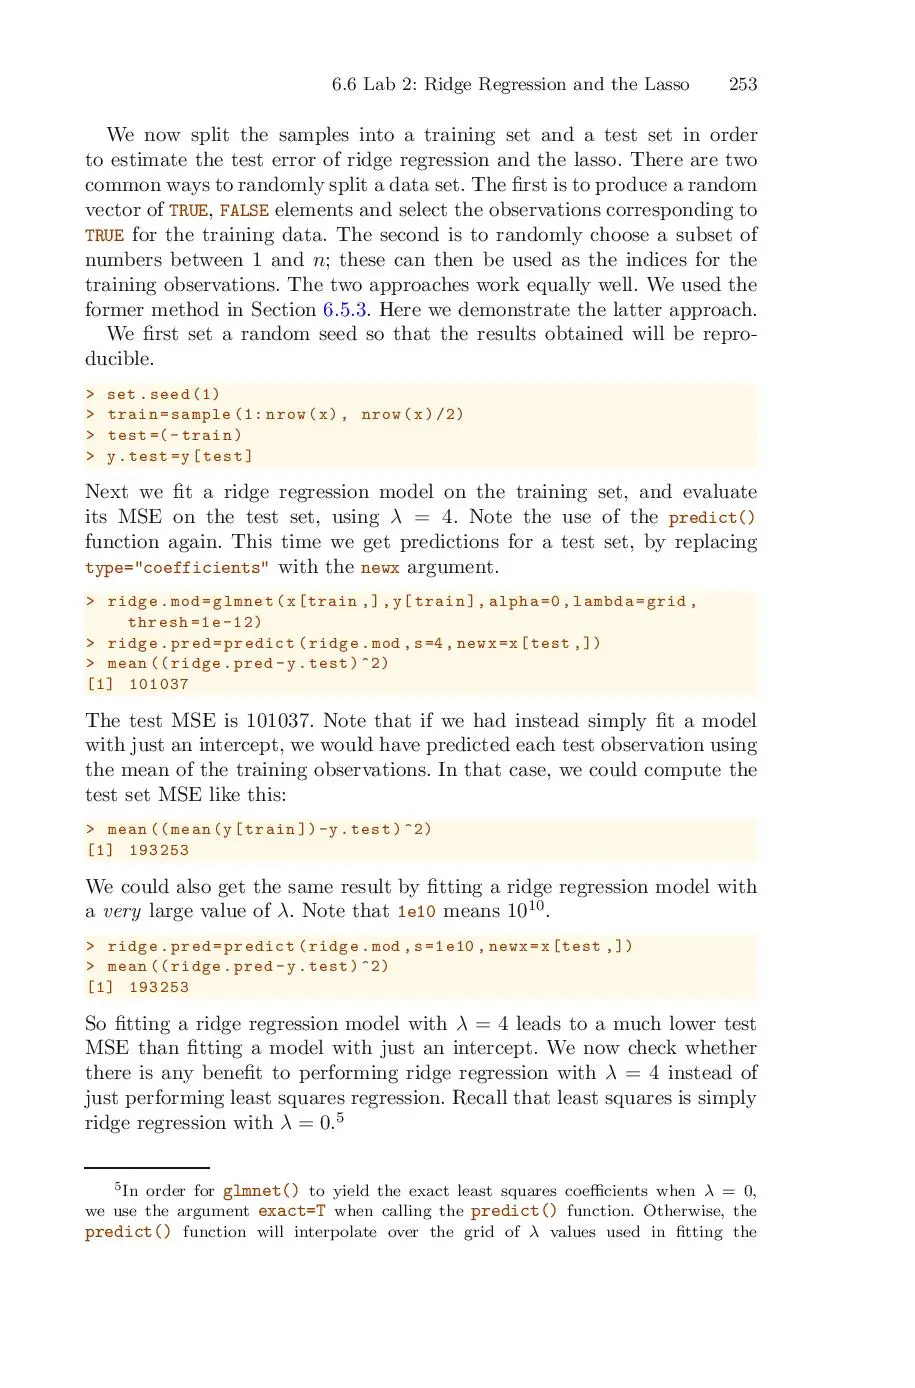 6.6 Lab 2: Ridge Regression and the Lasso 253
We now split the samples into a training set and a test set in order
to estimate the test error of ridge regression and the lasso. There are two
common ways to randomly split a data set. The first is to produce a random
vector of TRUE, FALSE elements and select the observations corresponding to
TRUE for the training data. The second is to randomly choose a subset of
numbers between 1 and n; these can then be used as the indices for the
training observations. The two approaches work equally well. We used the
former method in Section 6.5.3. Here we demonstrate the latter approach.
We first set a random seed so that the results obtained will be repro-
ducible.
> set.seed(1)
> train=sample(1:nrow(x), nrow(x)/2)
> test=(-train)
> y.test=y[test]
Next we fit a ridge regression model on the training set, and evaluate
its MSE on the test set, using λ = 4. Note the use of the predict()
function again. This time we get predictions for a test set, by replacing
type="coefficients" with the newx argument.
> ridge.mod=glmnet(x[train,],y[train],alpha=0,lambda=grid,
thresh=1e-12)
> ridge.pred=predict(ridge.mod,s=4,newx=x[test,])
> mean((ridge.pred-y.test)^2)
[1] 101037
The test MSE is 101037. Note that if we had instead simply fit a model
with just an intercept, we would have predicted each test observation using
the mean of the training observations. In that case, we could compute the
test set MSE like this:
> mean((mean(y[train])-y.test)^2)
[1] 193253
We could also get the same result by fitting a ridge regression model with
a very large value of λ. Note that 1e10 means 10¹⁰.
> ridge.pred=predict(ridge.mod,s=1e10,newx=x[test,])
> mean((ridge.pred-y.test)^2)
[1] 193253
So fitting a ridge regression model with λ = 4 leads to a much lower test
MSE than fitting a model with just an intercept. We now check whether
there is any benefit to performing ridge regression with λ = 4 instead of
just performing least squares regression. Recall that least squares is simply
ridge regression with λ = 0.⁵
⁵In order for glmnet() to yield the exact least squares coefficients when λ = 0,
we use the argument exact=T when calling the predict() function. Otherwise, the
predict() function will interpolate over the grid of λ values used in fitting the